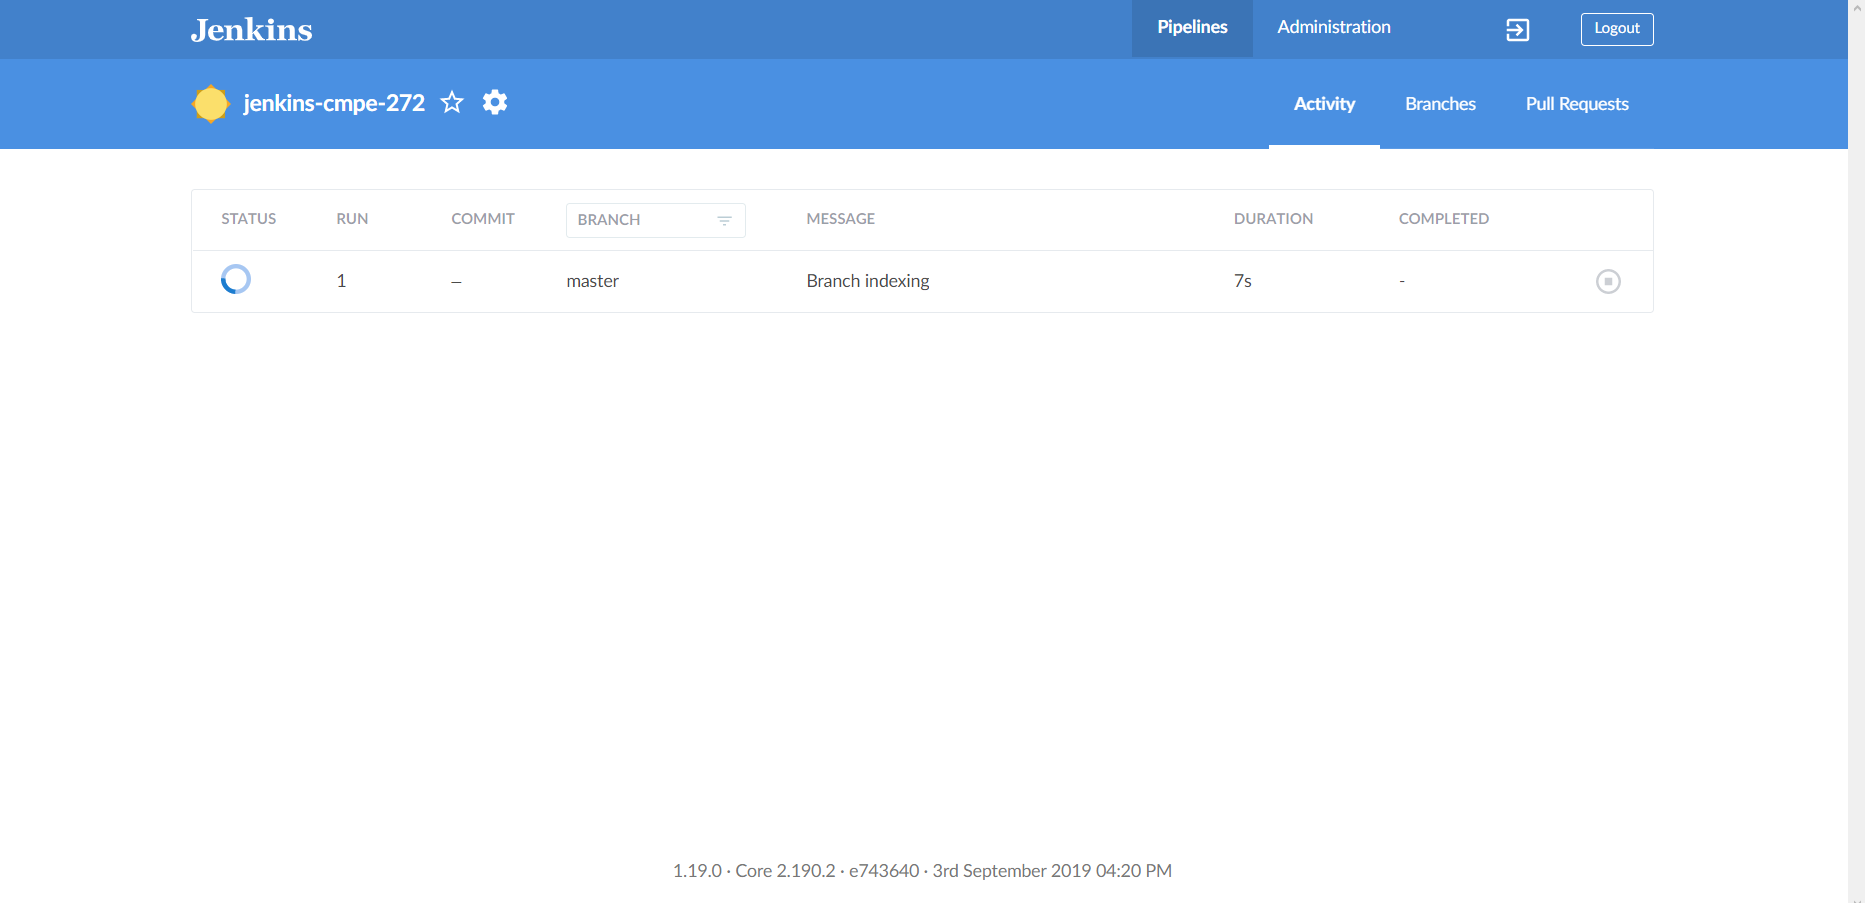 Jenkins Pipelines Administration Logout
jenkins-cmpe-272 Activity Branches Pull Requests
STATUS RUN COMMIT BRANCH MESSAGE DURATION COMPLETED
1 – master Branch indexing 7s -
1.19.0 · Core 2.190.2 · e743640 · 3rd September 2019 04:20 PM